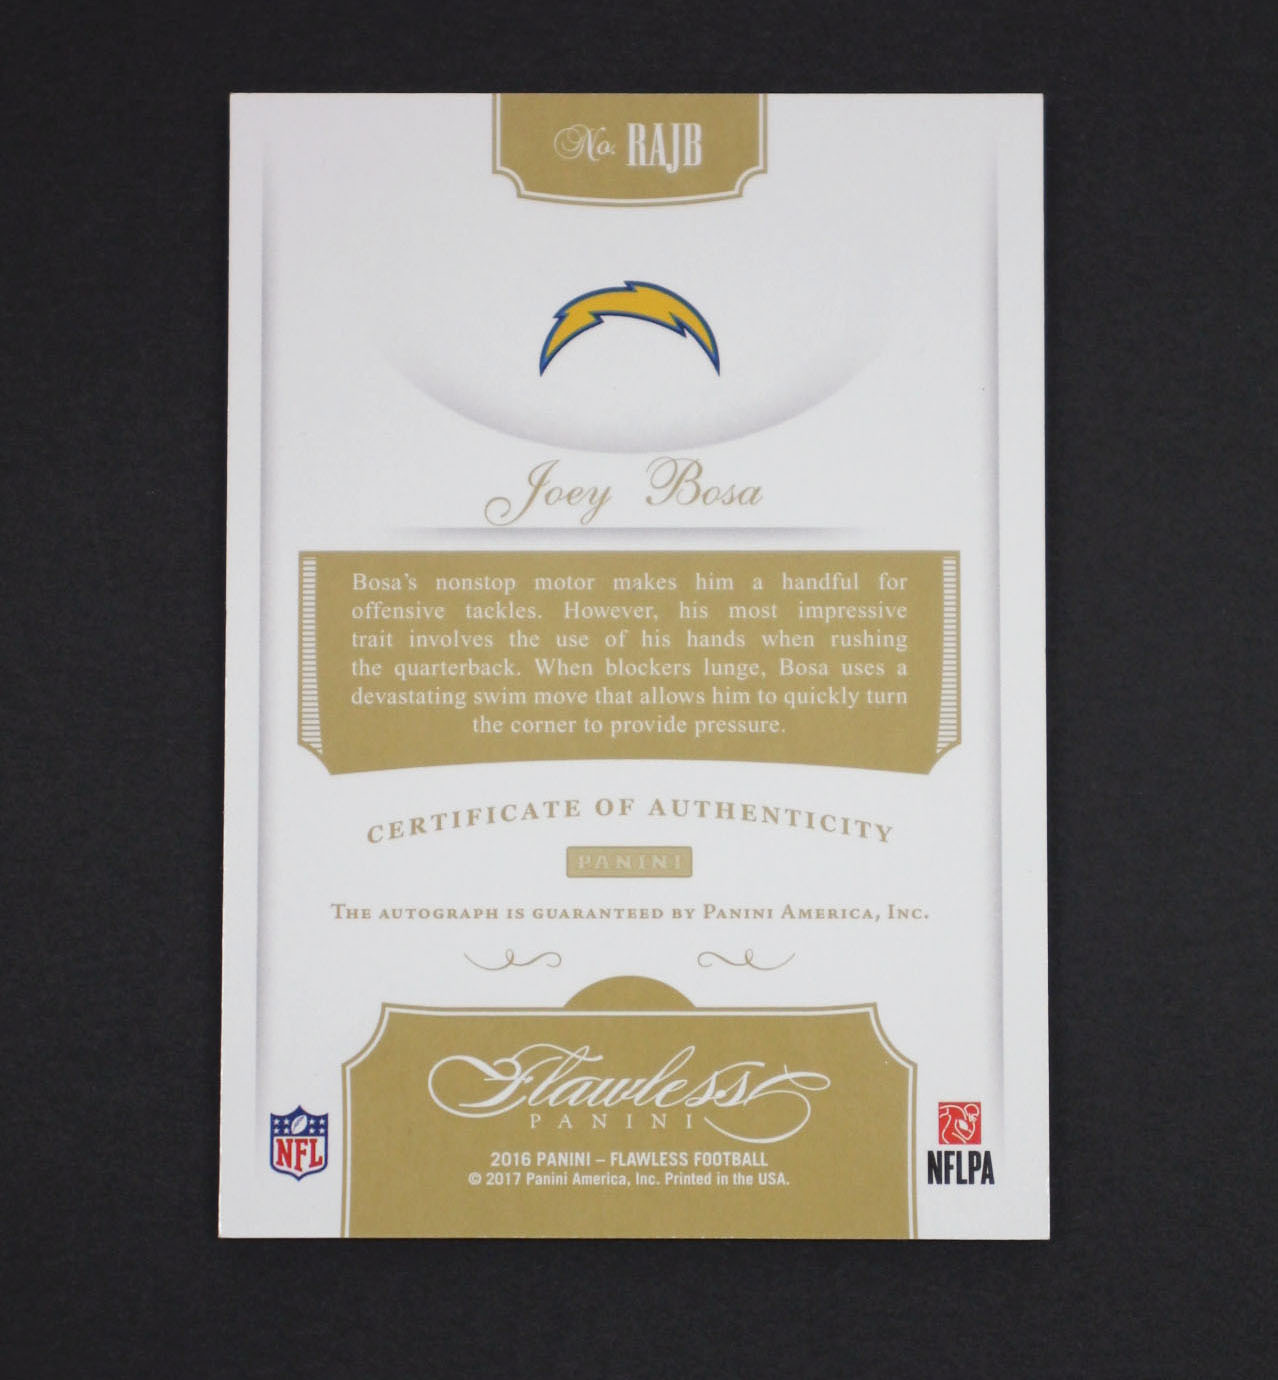 No. RAJB
Joey Bosa
Bosa's nonstop motor makes him a handful for
offensive tackles. However, his most impressive
trait involves the use of his hands when rushing
the quarterback. When blockers lunge, Bosa uses a
devastating swim move that allows him to quickly turn
the corner to provide pressure.
CERTIFICATE OF AUTHENTICITY
PANINI
THE AUTOGRAPH IS GUARANTEED BY PANINI AMERICA, INC.
Flawless
PANINI
2016 PANINI – FLAWLESS FOOTBALL
© 2017 Panini America, Inc. Printed in the USA.
NFL
NFLPA